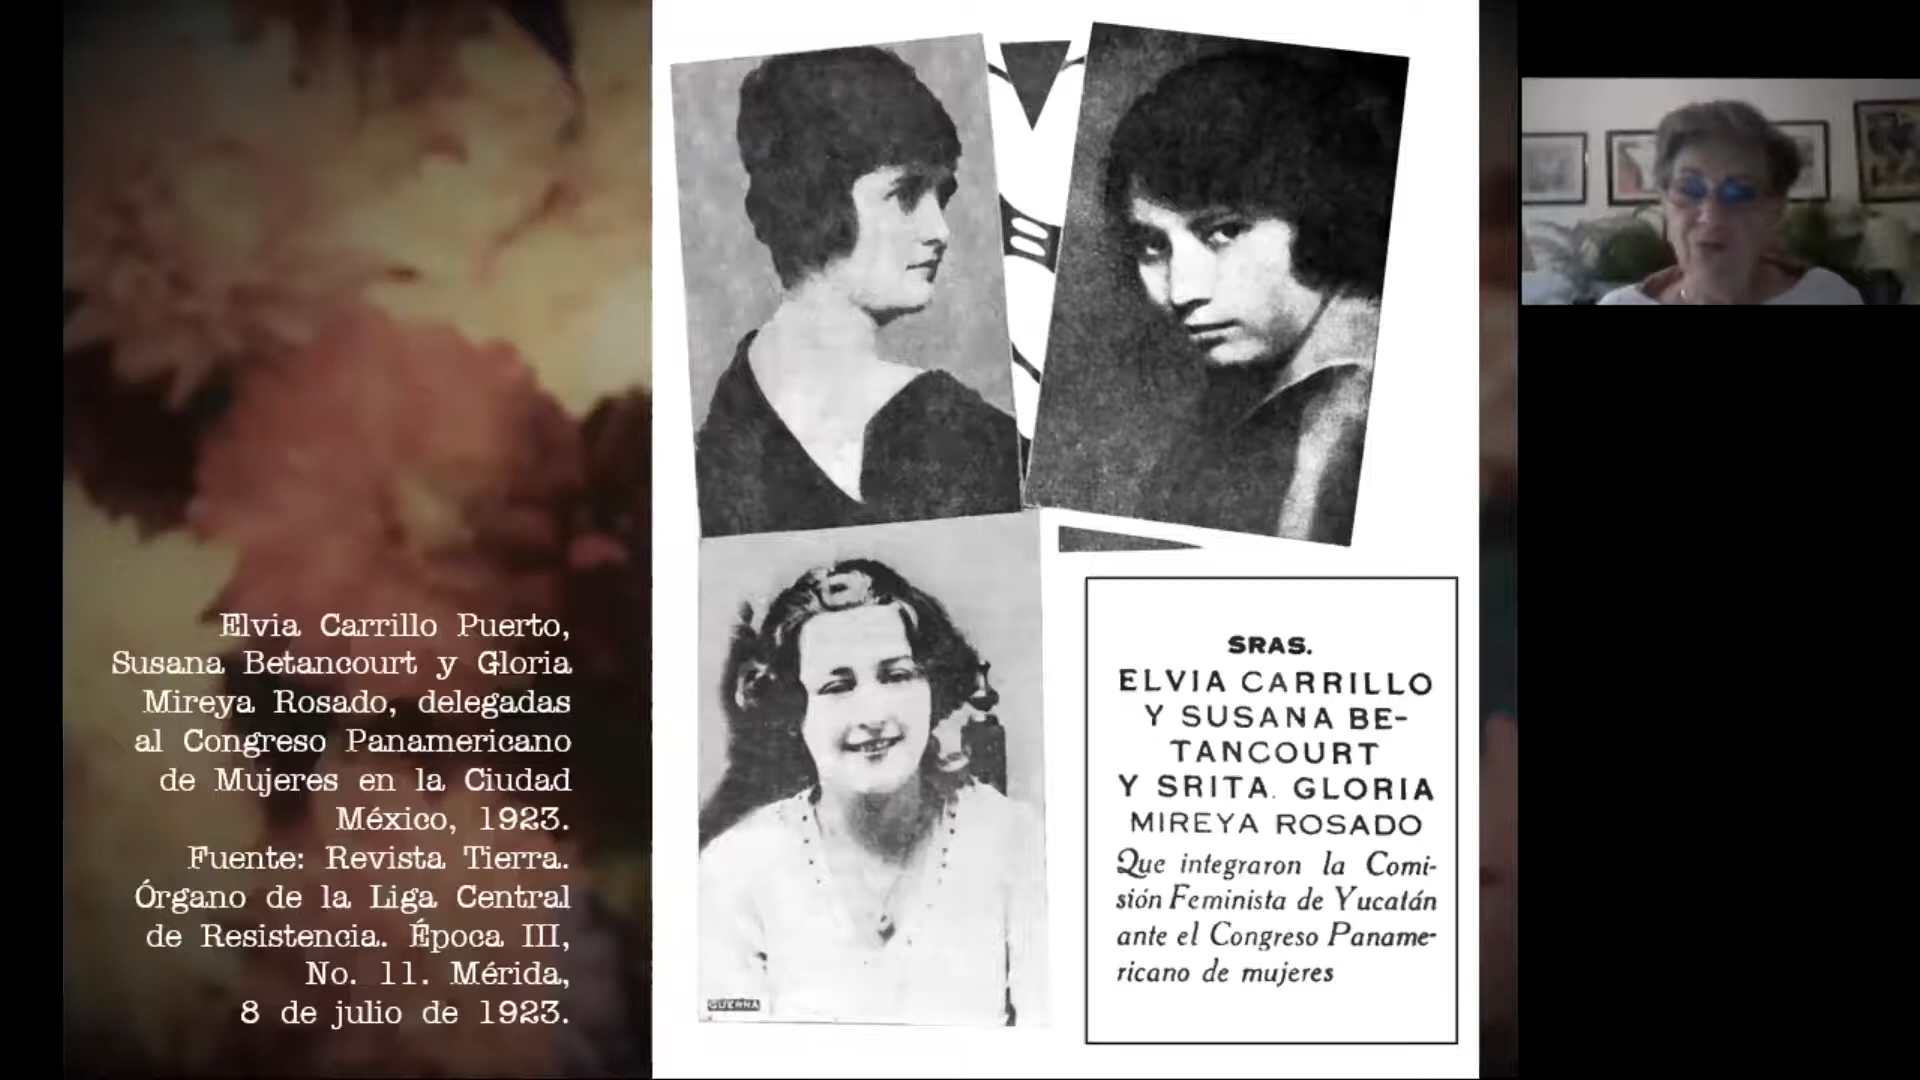 Elvia Carrillo Puerto,
Susana Betancourt y Gloria
Mireya Rosado, delegadas
al Congreso Panamericano
de Mujeres en la Ciudad
México, 1923.
Fuente: Revista Tierra.
Órgano de la Liga Central
de Resistencia. Época III,
No. 11. Mérida,
8 de julio de 1923.
GUERRA
SRAS.
ELVIA CARRILLO
Y SUSANA BE-
TANCOURT
Y SRITA. GLORIA
MIREYA ROSADO
Que integraron la Comi-
sión Feminista de Yucatán
ante el Congreso Paname-
ricano de mujeres